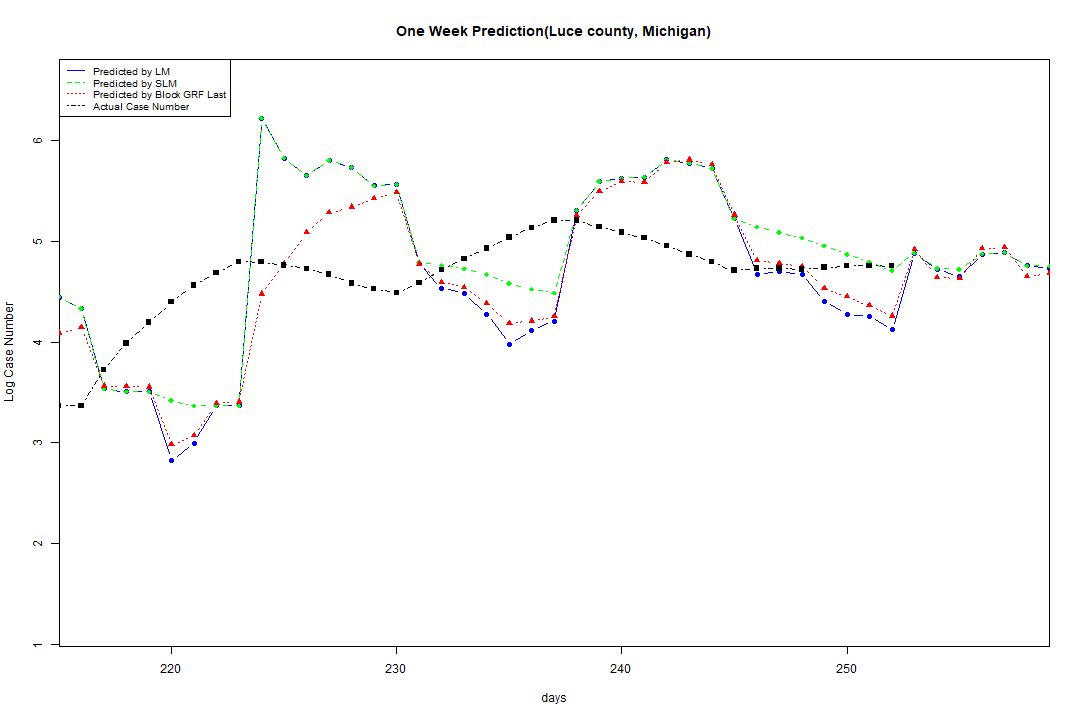 One Week Prediction(Luce county, Michigan)
Predicted by LM
Predicted by SLM
Predicted by Block GRF Last
Actual Case Number
6
5
4
3
2
1
Log Case Number
220 230 240 250
days